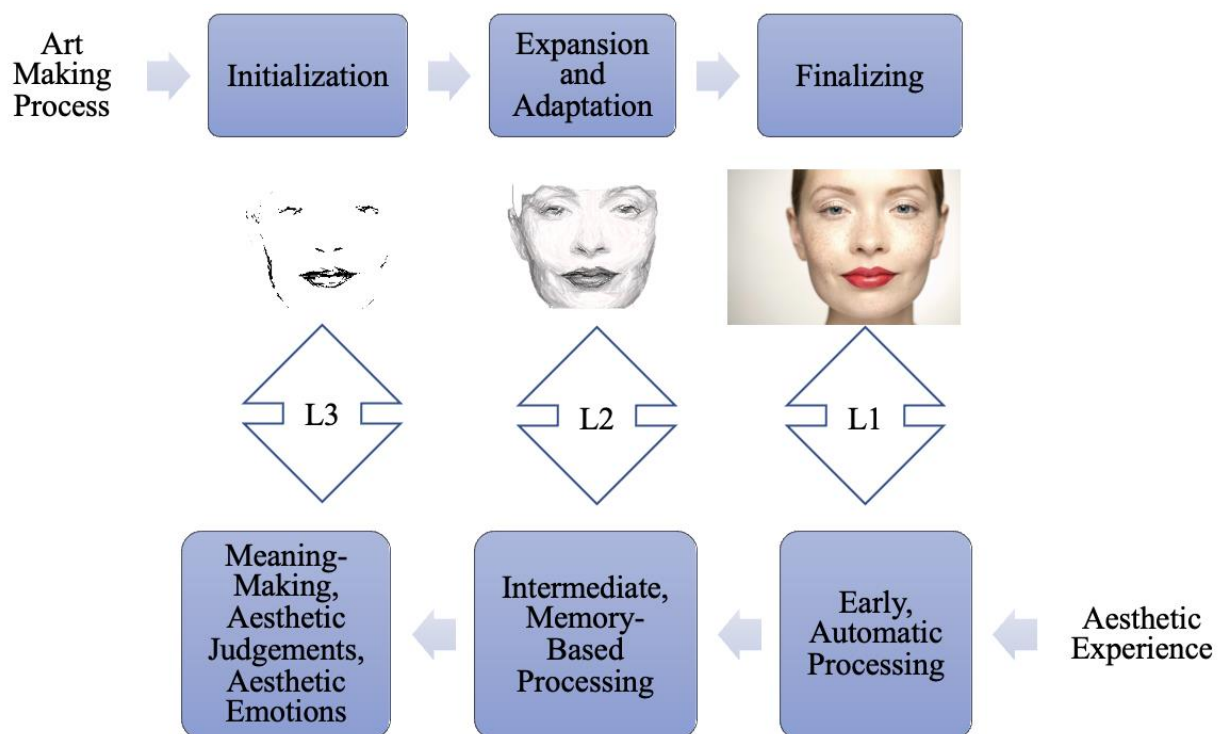 Art
Making
Process
Initialization
Expansion
and
Adaptation
Finalizing
L3
L2
L1
Meaning-
Making,
Aesthetic
Judgements,
Aesthetic
Emotions
Intermediate,
Memory-
Based
Processing
Early,
Automatic
Processing
Aesthetic
Experience